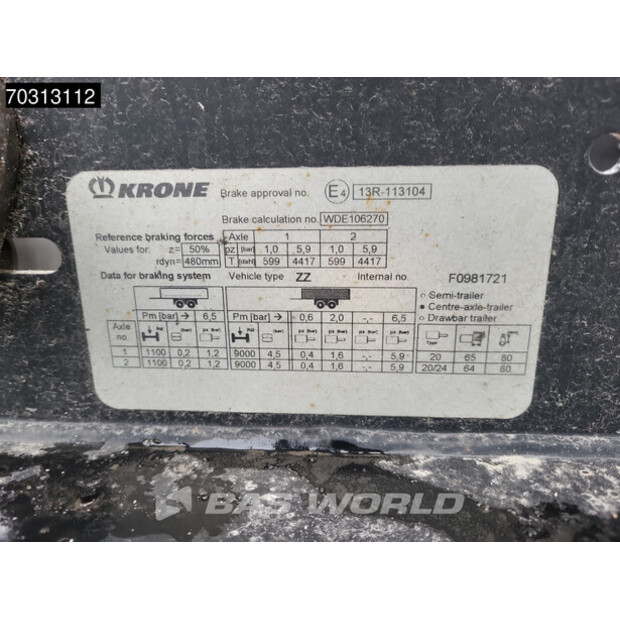 70313112
KRONE Brake approval no. E4 13R-113104
Brake calculation no. WDE106270
Reference braking forces Axle 1 2
Values for: z= 50% pz [bar] 1,0 5,9 1,0 5,9
rdyn= 480mm T [daN] 599 4417 599 4417
Data for braking system Vehicle type ZZ Internal no. F0981721
○ Semi-trailer
● Centre-axle-trailer
○ Drawbar trailer
Pm [bar] → 6,5 Pm [bar] → 0,6 2,0 -,- 6,5
Axle no.
1 1100 0,2 1,2 9000 4,5 0,4 1,6 -,- 5,9 20 65 80
2 1100 0,2 1,2 9000 4,5 0,4 1,6 -,- 5,9 20/24 64 80
BAS WORLD